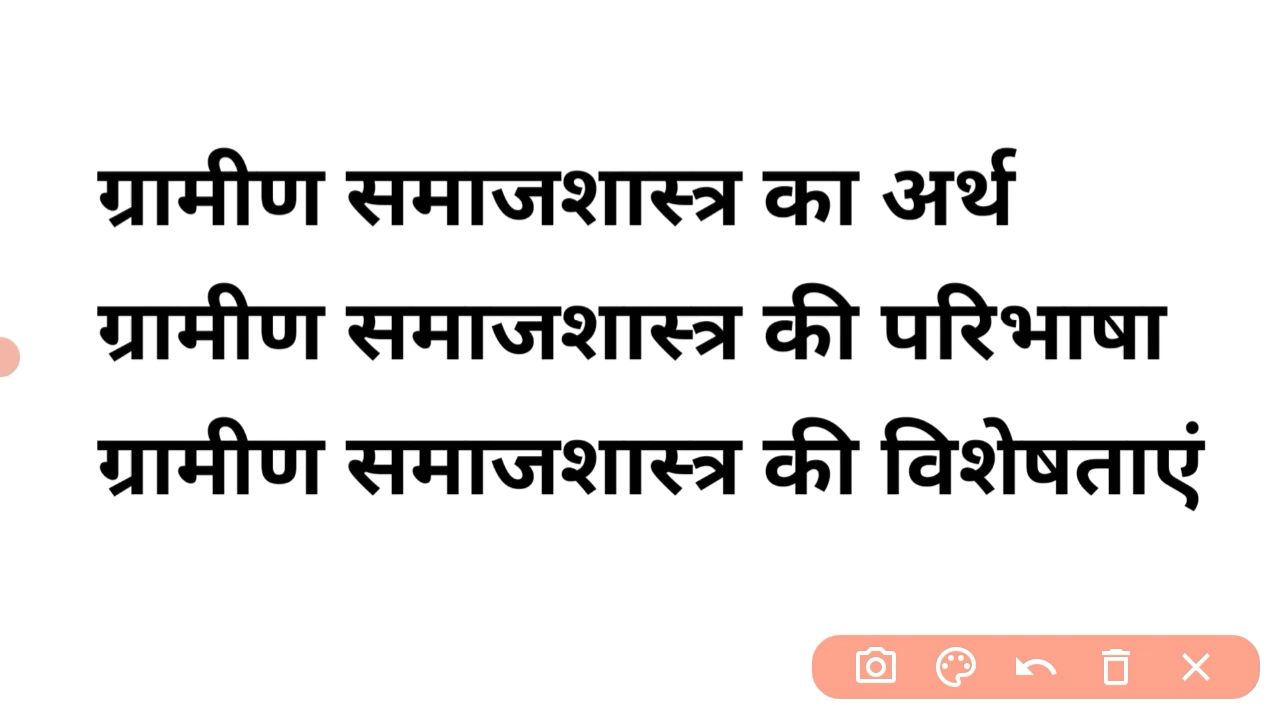 ग्रामीण समाजशास्त्र का अर्थ
ग्रामीण समाजशास्त्र की परिभाषा
ग्रामीण समाजशास्त्र की विशेषताएं